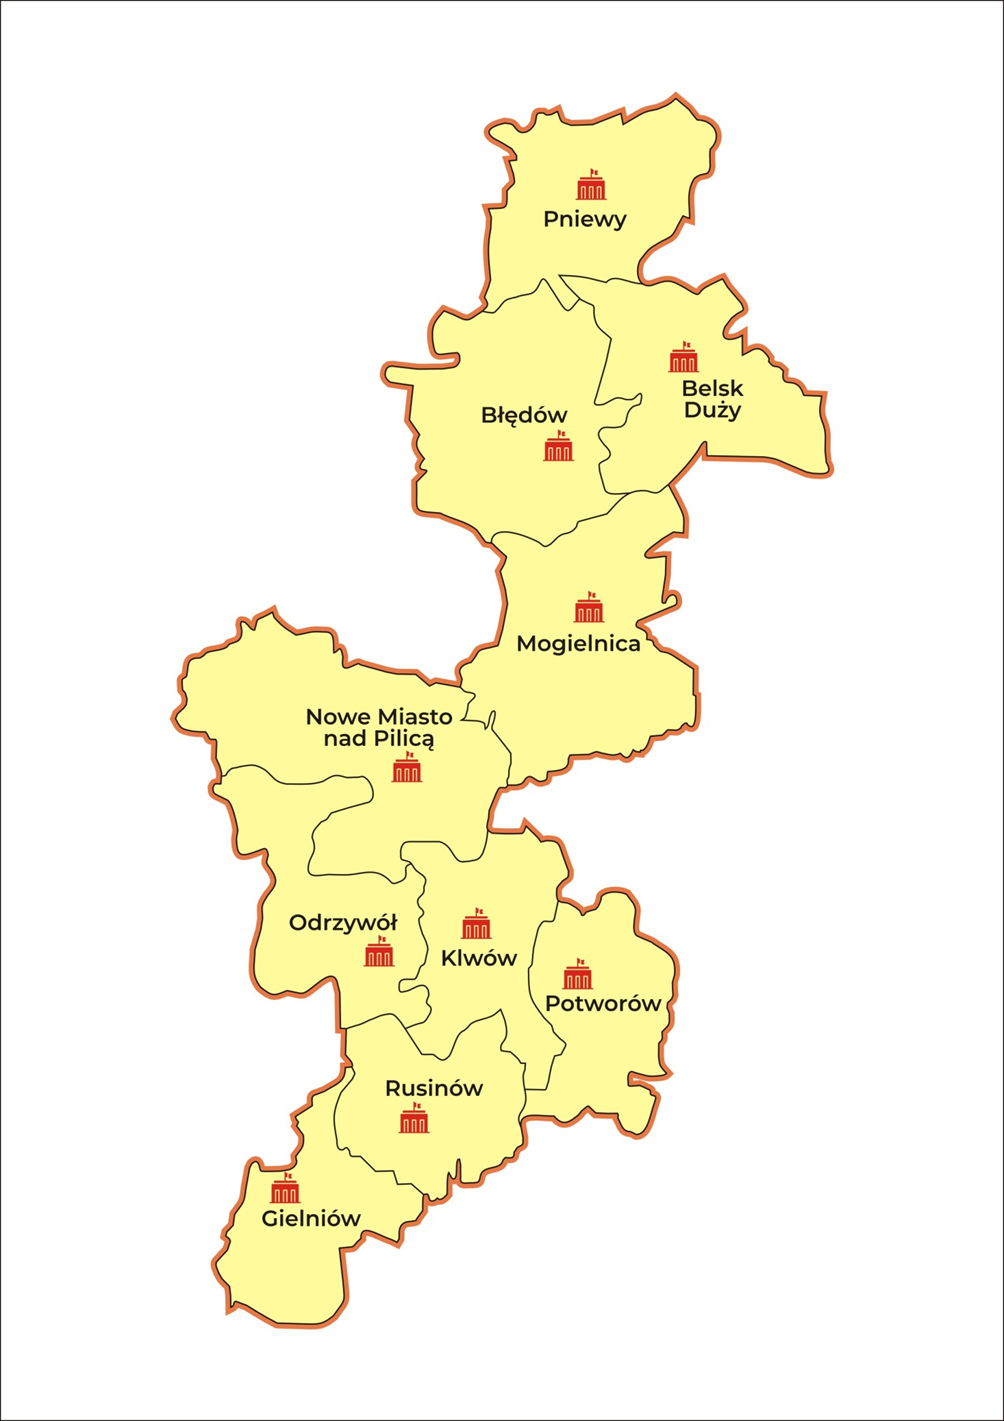 Pniewy
Belsk
Duży
Błędów
Mogielnica
Nowe Miasto
nad Pilicą
Odrzywół
Klwów
Potworów
Rusinów
Gielniów